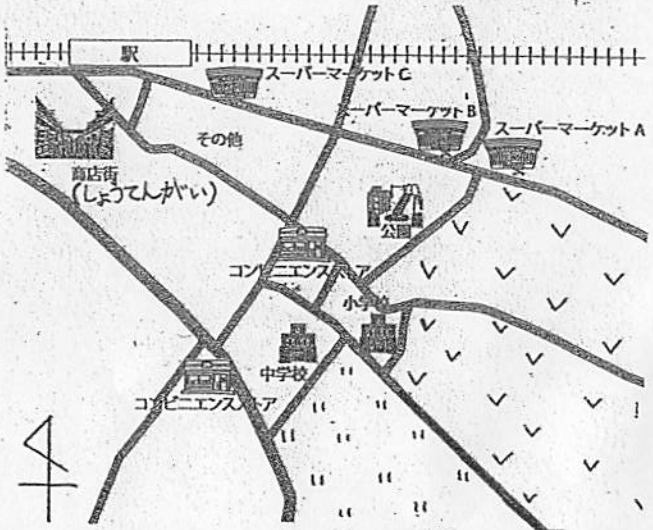 駅
スーパーマーケットC
スーパーマーケットB
スーパーマーケットA
その他
商店街
(しょうてんがい)
公園
コンビニエンスストア
小学校
中学校
コンビニエンスストア